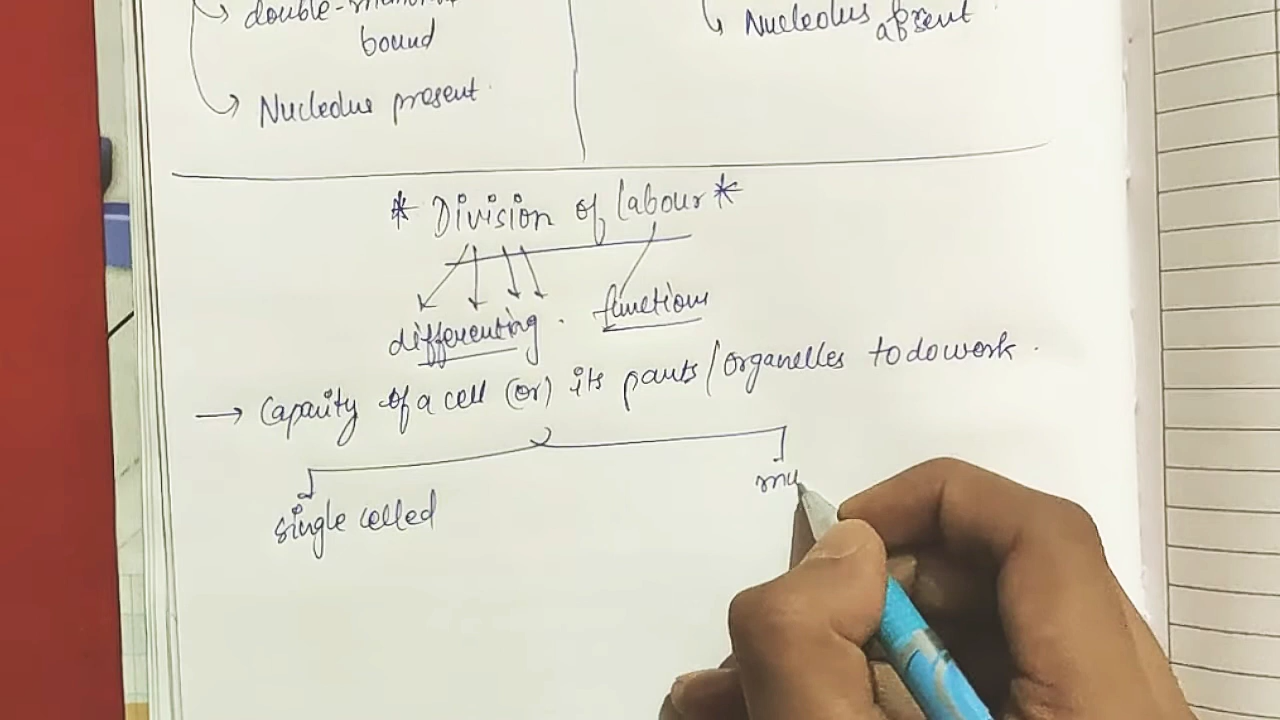 double-
bound
Nucleolus present.
Nucleolus
absent.
* Division of labour *
differenting. functions
→ Capacity of a cell (or) its parts/organelles to do work.
single celled
mu